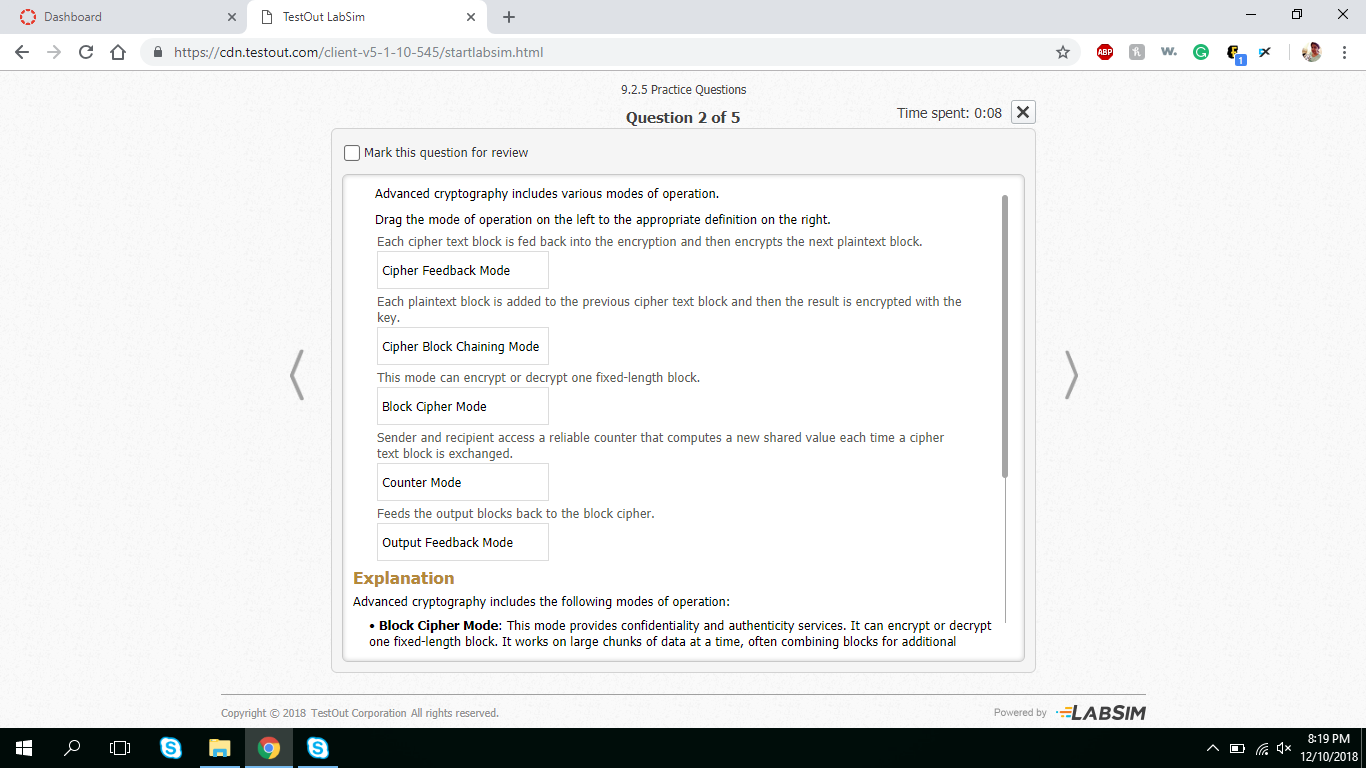 Dashboard
TestOut LabSim
https://cdn.testout.com/client-v5-1-10-545/startlabsim.html
ABP
w.
1
9.2.5 Practice Questions
Question 2 of 5
Time spent: 0:08
Mark this question for review
Advanced cryptography includes various modes of operation.
Drag the mode of operation on the left to the appropriate definition on the right.
Each cipher text block is fed back into the encryption and then encrypts the next plaintext block.
Cipher Feedback Mode
Each plaintext block is added to the previous cipher text block and then the result is encrypted with the
key.
Cipher Block Chaining Mode
This mode can encrypt or decrypt one fixed-length block.
Block Cipher Mode
Sender and recipient access a reliable counter that computes a new shared value each time a cipher
text block is exchanged.
Counter Mode
Feeds the output blocks back to the block cipher.
Output Feedback Mode
Explanation
Advanced cryptography includes the following modes of operation:
• Block Cipher Mode: This mode provides confidentiality and authenticity services. It can encrypt or decrypt
one fixed-length block. It works on large chunks of data at a time, often combining blocks for additional
Copyright © 2018 TestOut Corporation All rights reserved.
Powered by LABSIM
8:19 PM
12/10/2018